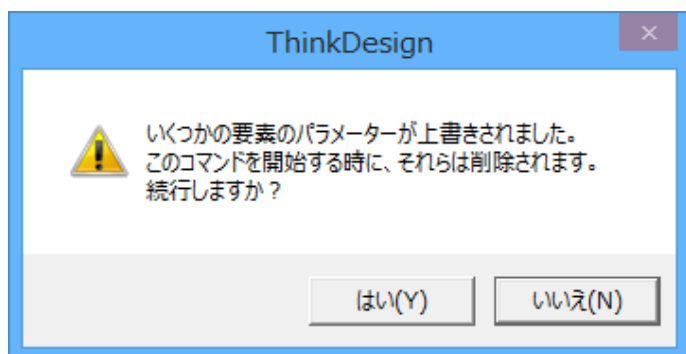 ThinkDesign
いくつかの要素のパラメーターが上書きされました。
このコマンドを開始する時に、それらは削除されます。
続行しますか？
はい(Y)
いいえ(N)